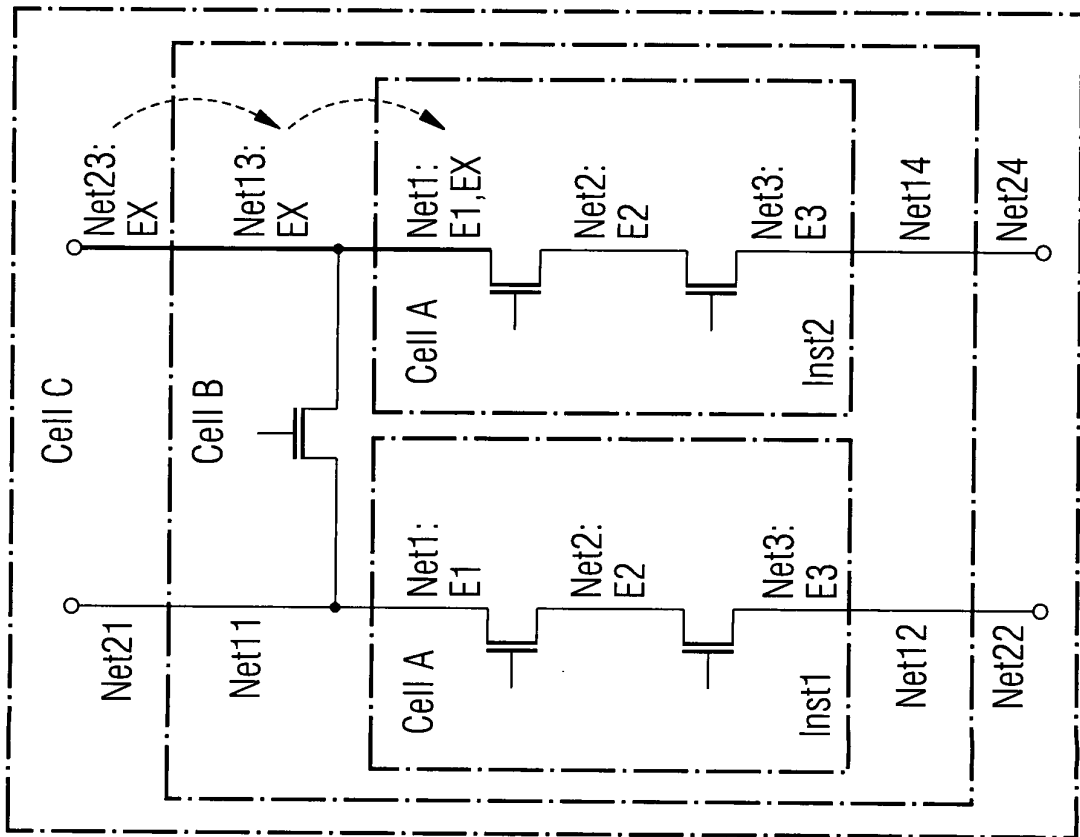 Cell C
Net23:
EX
Net21
Cell B
Net13:
EX
Net11
Cell A
Net1:
E1,EX
Net2:
E2
Net3:
E3
Inst2
Cell A
Net1:
E1
Net2:
E2
Net3:
E3
Inst1
Net14
Net24
Net12
Net22